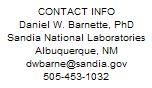 CONTACT INFO
Daniel W. Barnette, PhD
Sandia National Laboratories
Albuquerque, NM
dwbarne@sandia.gov
505-453-1032